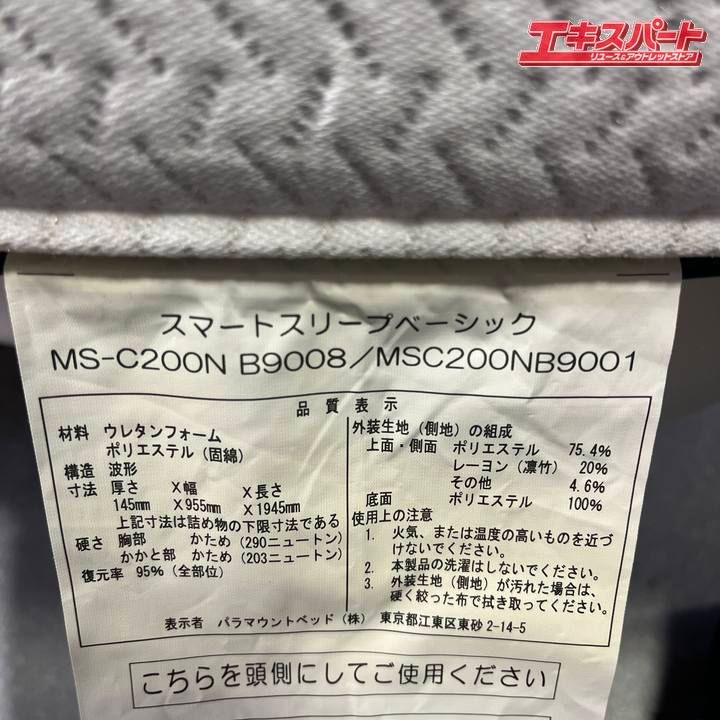 エキスパート
リユース&アウトレットストア
スマートスリープベーシック
MS-C200N B9008/MSC200NB9001
品質表示
材料 ウレタンフォーム
ポリエステル(固綿)
構造 波形
寸法 厚さ ×幅 ×長さ
145mm ×955mm ×1945mm
上記寸法は詰め物の下限寸法である
硬さ 胸部 かため(290ニュートン)
かかと部 かため(203ニュートン)
復元率 95%(全部位)
外装生地(側地)の組成
上面・側面 ポリエステル 75.4%
レーヨン(凛竹) 20%
その他 4.6%
底面 ポリエステル 100%
使用上の注意
1. 火気、または温度の高いものを近づ
けないでください。
2. 本製品の洗濯はしないでください。
3. 外装生地(側地)が汚れた場合は、
硬く絞った布で拭き取ってください。
表示者 パラマウントベッド(株) 東京都江東区東砂2-14-5
こちらを頭側にしてご使用ください